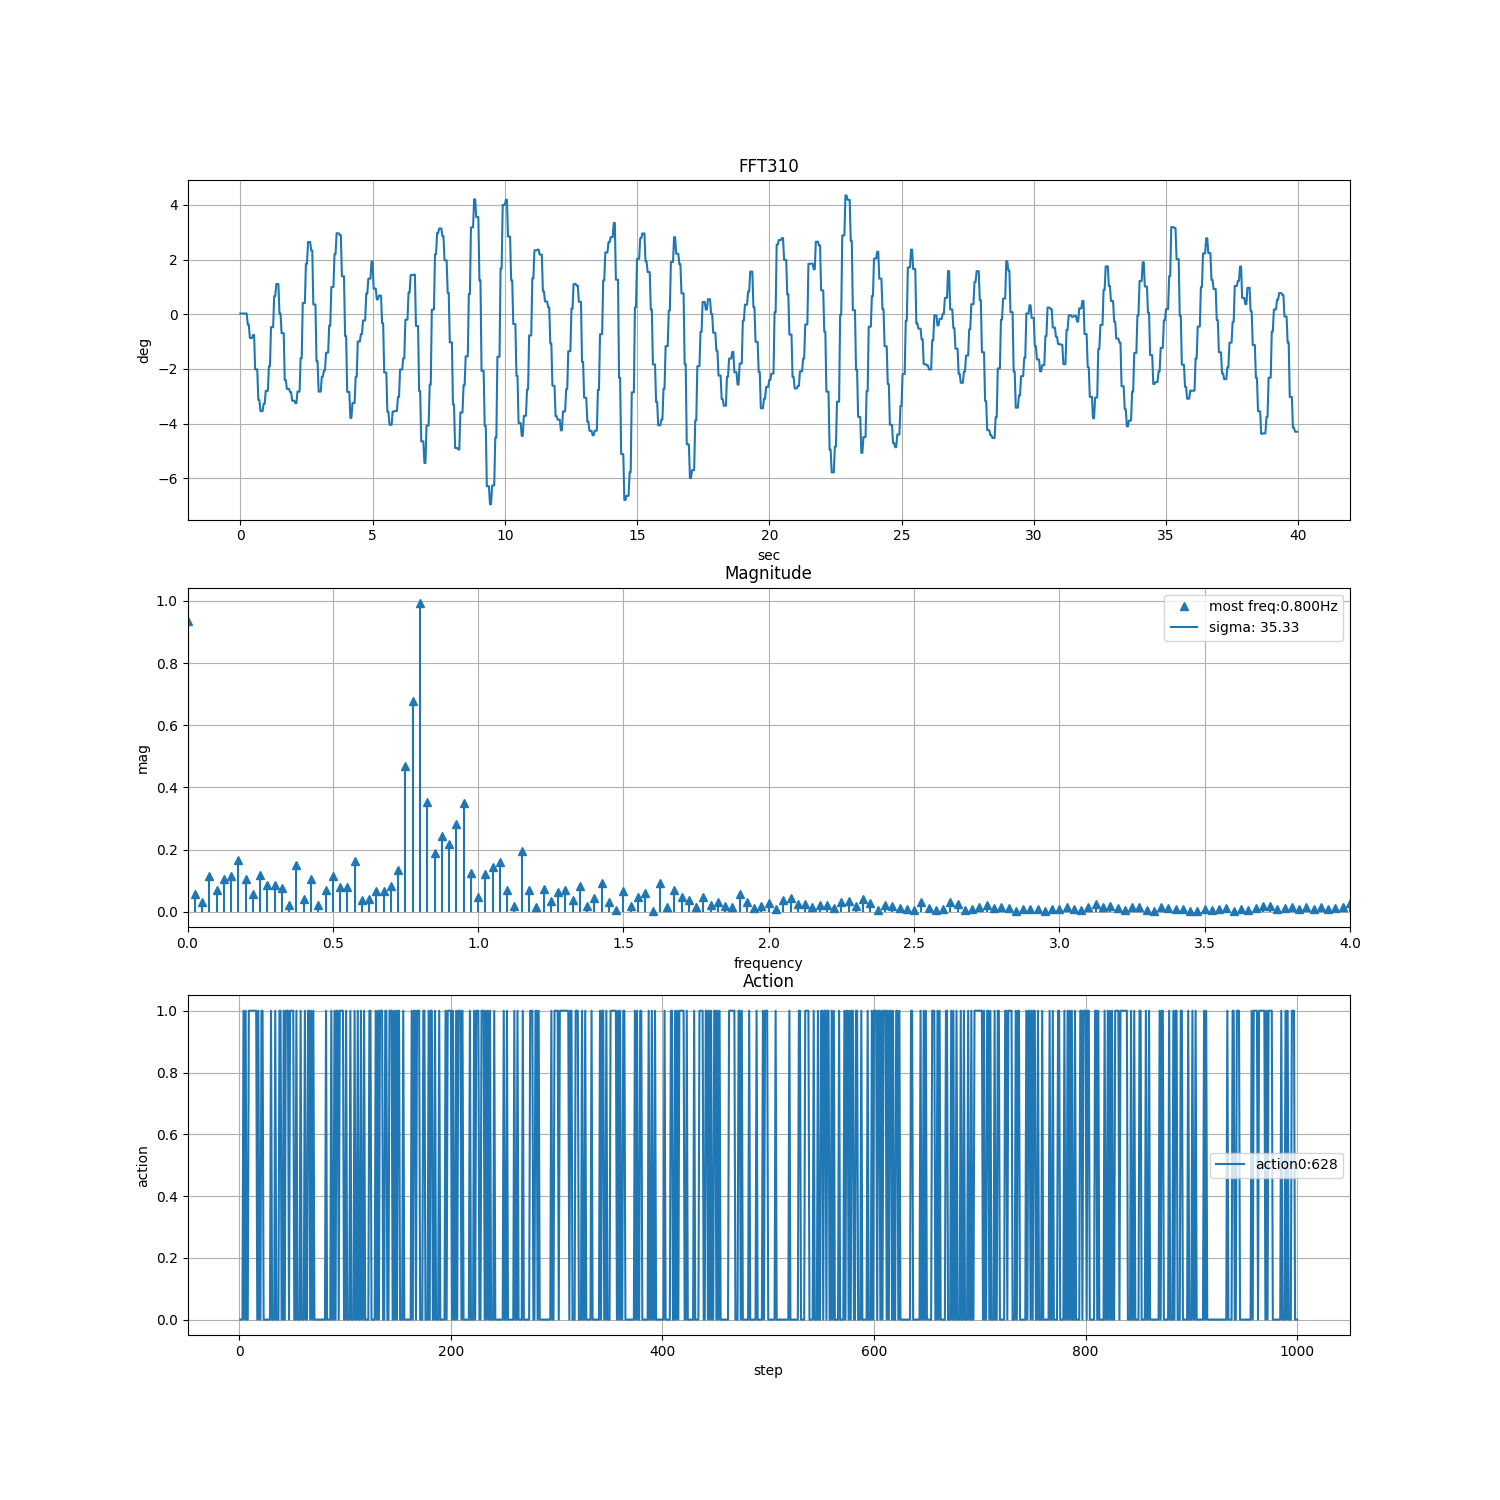 FFT310
4
2
0
−2
−4
−6
deg
0 5 10 15 20 25 30 35 40
sec
Magnitude
1.0
0.8
0.6
0.4
0.2
0.0
mag
most freq:0.800Hz
sigma: 35.33
0.0 0.5 1.0 1.5 2.0 2.5 3.0 3.5 4.0
frequency
Action
1.0
0.8
0.6
0.4
0.2
0.0
action
action0:628
0 200 400 600 800 1000
step